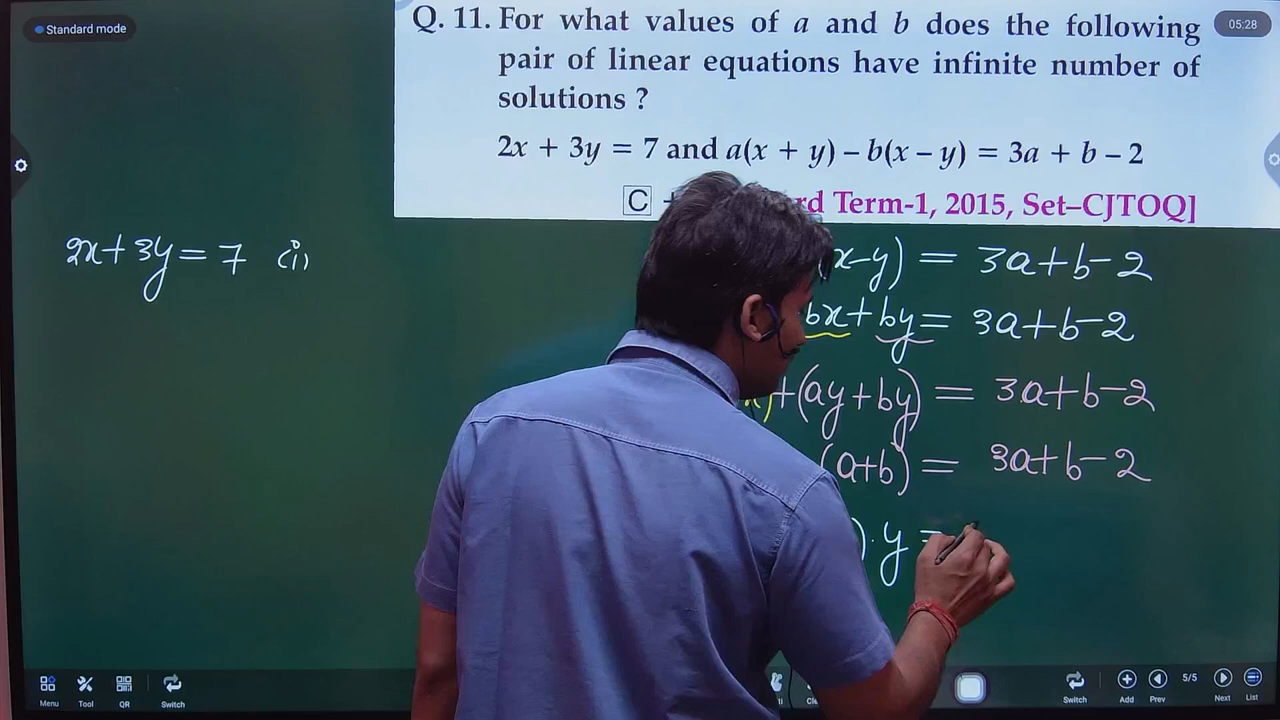 Standard mode
05:28
Q. 11. For what values of a and b does the following
pair of linear equations have infinite number of
solutions ?
2x + 3y = 7 and a(x + y) – b(x – y) = 3a + b – 2
C +
rd Term-1, 2015, Set–CJTOQ]
2x+3y=7 (i)
(x-y) = 3a+b-2
bx+by= 3a+b-2
)+(ay+by) = 3a+b-2
(a+b) = 3a+b-2
).y =
Menu Tool QR Switch
Switch Add Prev 5/5 Next List